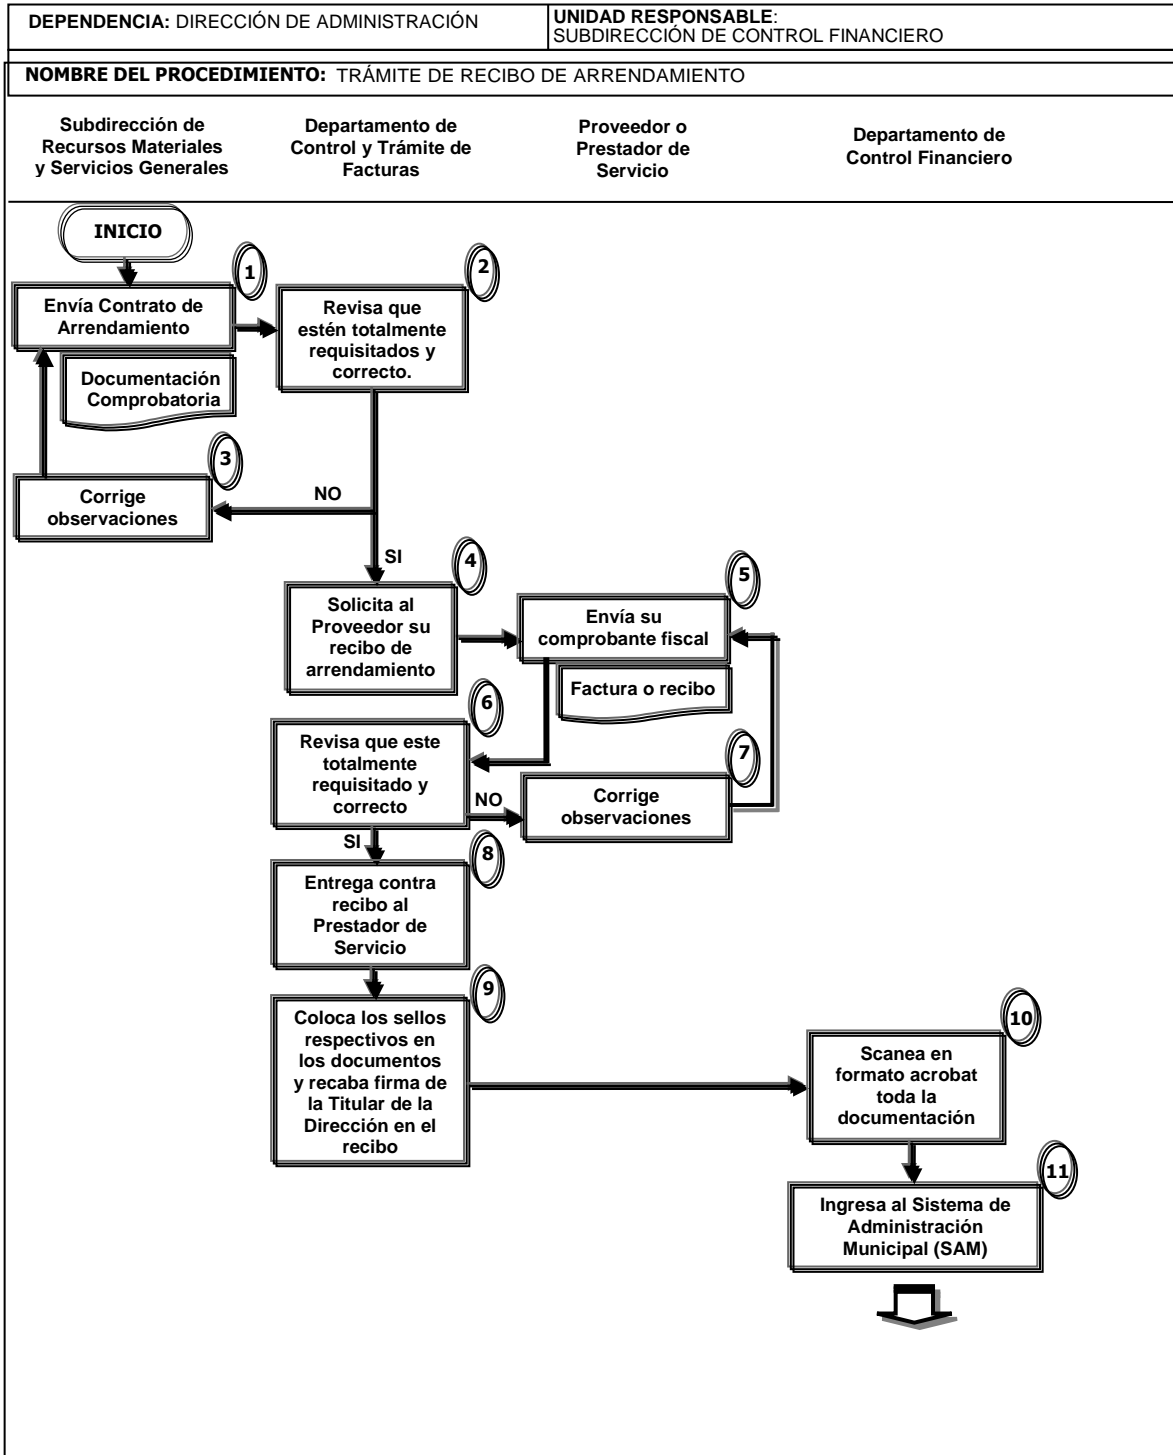 DEPENDENCIA: DIRECCIÓN DE ADMINISTRACIÓN
UNIDAD RESPONSABLE:
SUBDIRECCIÓN DE CONTROL FINANCIERO
NOMBRE DEL PROCEDIMIENTO: TRÁMITE DE RECIBO DE ARRENDAMIENTO
Subdirección de
Recursos Materiales
y Servicios Generales
Departamento de
Control y Trámite de
Facturas
Proveedor o
Prestador de
Servicio
Departamento de
Control Financiero
INICIO
1
Envía Contrato de
Arrendamiento
Documentación
Comprobatoria
2
Revisa que
estén totalmente
requisitados y
correcto.
3
Corrige
observaciones
NO
SI
4
Solicita al
Proveedor su
recibo de
arrendamiento
5
Envía su
comprobante fiscal
Factura o recibo
6
Revisa que este
totalmente
requisitado y
correcto
NO
7
Corrige
observaciones
SI
8
Entrega contra
recibo al
Prestador de
Servicio
9
Coloca los sellos
respectivos en
los documentos
y recaba firma de
la Titular de la
Dirección en el
recibo
10
Scanea en
formato acrobat
toda la
documentación
11
Ingresa al Sistema de
Administración
Municipal (SAM)